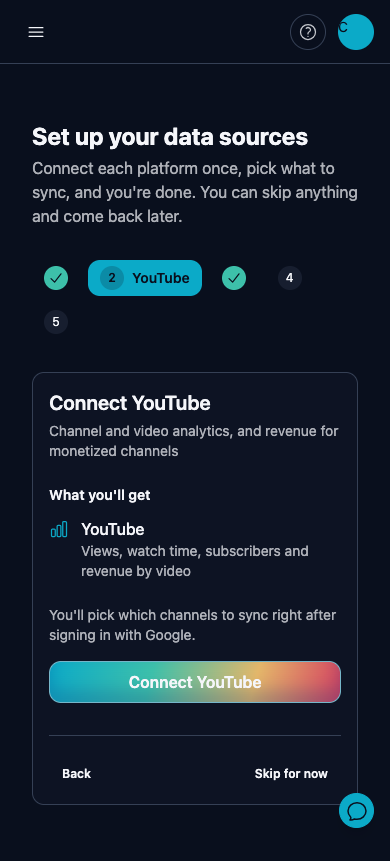 C
Set up your data sources
Connect each platform once, pick what to
sync, and you're done. You can skip anything
and come back later.
2 YouTube 4
5
Connect YouTube
Channel and video analytics, and revenue for
monetized channels
What you'll get
YouTube
Views, watch time, subscribers and
revenue by video
You'll pick which channels to sync right after
signing in with Google.
Connect YouTube
Back Skip for now